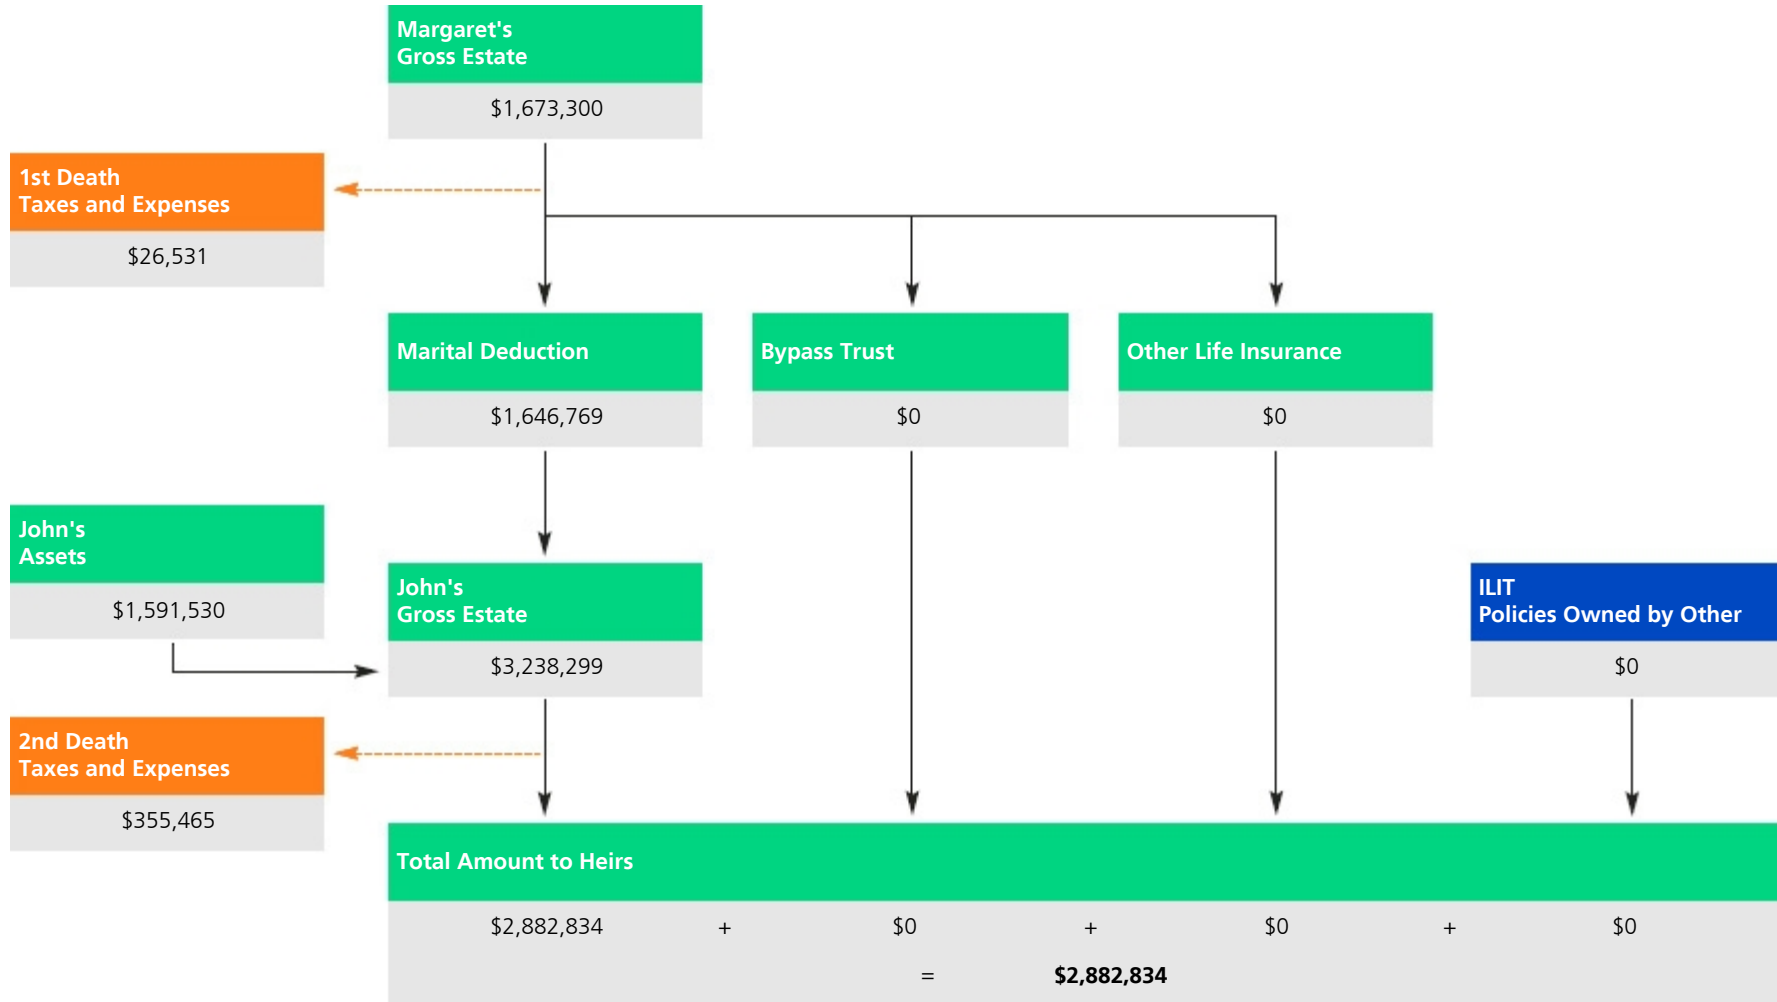 Margaret's
Gross Estate
$1,673,300
1st Death
Taxes and Expenses
$26,531
Marital Deduction
$1,646,769
Bypass Trust
$0
Other Life Insurance
$0
John's
Assets
$1,591,530
John's
Gross Estate
$3,238,299
ILIT
Policies Owned by Other
$0
2nd Death
Taxes and Expenses
$355,465
Total Amount to Heirs
$2,882,834 + $0 + $0 + $0
= $2,882,834